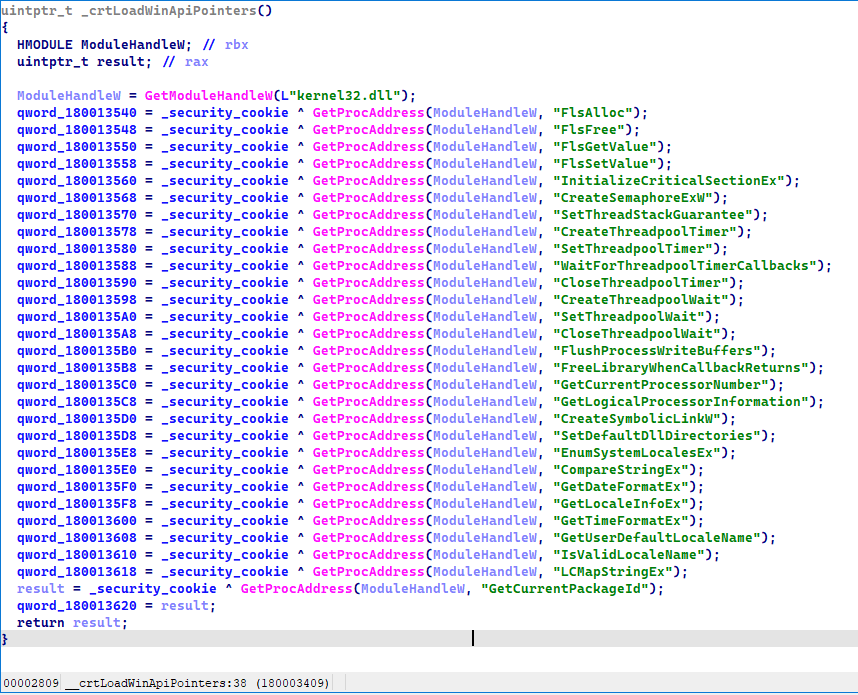 uintptr_t _crtLoadWinApiPointers()
{
HMODULE ModuleHandleW; // rbx
uintptr_t result; // rax
ModuleHandleW = GetModuleHandleW(L"kernel32.dll");
qword_180013540 = _security_cookie ^ GetProcAddress(ModuleHandleW, "FlsAlloc");
qword_180013548 = _security_cookie ^ GetProcAddress(ModuleHandleW, "FlsFree");
qword_180013550 = _security_cookie ^ GetProcAddress(ModuleHandleW, "FlsGetValue");
qword_180013558 = _security_cookie ^ GetProcAddress(ModuleHandleW, "FlsSetValue");
qword_180013560 = _security_cookie ^ GetProcAddress(ModuleHandleW, "InitializeCriticalSectionEx");
qword_180013568 = _security_cookie ^ GetProcAddress(ModuleHandleW, "CreateSemaphoreExW");
qword_180013570 = _security_cookie ^ GetProcAddress(ModuleHandleW, "SetThreadStackGuarantee");
qword_180013578 = _security_cookie ^ GetProcAddress(ModuleHandleW, "CreateThreadpoolTimer");
qword_180013580 = _security_cookie ^ GetProcAddress(ModuleHandleW, "SetThreadpoolTimer");
qword_180013588 = _security_cookie ^ GetProcAddress(ModuleHandleW, "WaitForThreadpoolTimerCallbacks");
qword_180013590 = _security_cookie ^ GetProcAddress(ModuleHandleW, "CloseThreadpoolTimer");
qword_180013598 = _security_cookie ^ GetProcAddress(ModuleHandleW, "CreateThreadpoolWait");
qword_1800135A0 = _security_cookie ^ GetProcAddress(ModuleHandleW, "SetThreadpoolWait");
qword_1800135A8 = _security_cookie ^ GetProcAddress(ModuleHandleW, "CloseThreadpoolWait");
qword_1800135B0 = _security_cookie ^ GetProcAddress(ModuleHandleW, "FlushProcessWriteBuffers");
qword_1800135B8 = _security_cookie ^ GetProcAddress(ModuleHandleW, "FreeLibraryWhenCallbackReturns");
qword_1800135C0 = _security_cookie ^ GetProcAddress(ModuleHandleW, "GetCurrentProcessorNumber");
qword_1800135C8 = _security_cookie ^ GetProcAddress(ModuleHandleW, "GetLogicalProcessorInformation");
qword_1800135D0 = _security_cookie ^ GetProcAddress(ModuleHandleW, "CreateSymbolicLinkW");
qword_1800135D8 = _security_cookie ^ GetProcAddress(ModuleHandleW, "SetDefaultDllDirectories");
qword_1800135E8 = _security_cookie ^ GetProcAddress(ModuleHandleW, "EnumSystemLocalesEx");
qword_1800135E0 = _security_cookie ^ GetProcAddress(ModuleHandleW, "CompareStringEx");
qword_1800135F0 = _security_cookie ^ GetProcAddress(ModuleHandleW, "GetDateFormatEx");
qword_1800135F8 = _security_cookie ^ GetProcAddress(ModuleHandleW, "GetLocaleInfoEx");
qword_180013600 = _security_cookie ^ GetProcAddress(ModuleHandleW, "GetTimeFormatEx");
qword_180013608 = _security_cookie ^ GetProcAddress(ModuleHandleW, "GetUserDefaultLocaleName");
qword_180013610 = _security_cookie ^ GetProcAddress(ModuleHandleW, "IsValidLocaleName");
qword_180013618 = _security_cookie ^ GetProcAddress(ModuleHandleW, "LCMapStringEx");
result = _security_cookie ^ GetProcAddress(ModuleHandleW, "GetCurrentPackageId");
qword_180013620 = result;
return result;
}
00002809 __crtLoadWinApiPointers:38 (180003409)